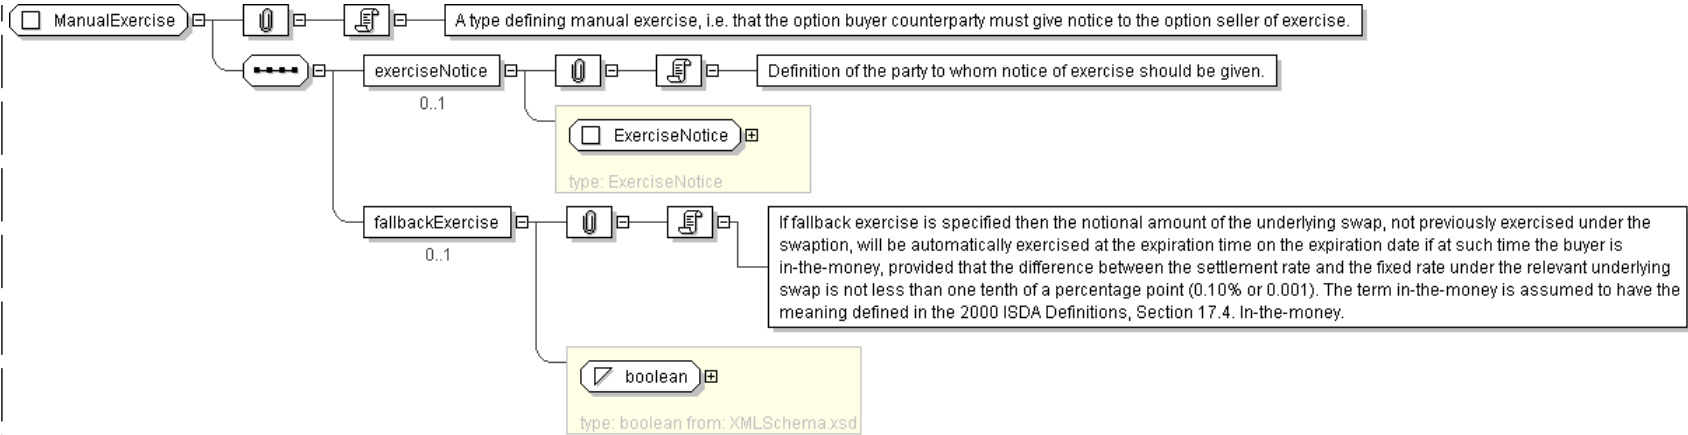 ManualExercise
A type defining manual exercise, i.e. that the option buyer counterparty must give notice to the option seller of exercise.
exerciseNotice
Definition of the party to whom notice of exercise should be given.
0..1
ExerciseNotice
type: ExerciseNotice
fallbackExercise
0..1
If fallback exercise is specified then the notional amount of the underlying swap, not previously exercised under the
swaption, will be automatically exercised at the expiration time on the expiration date if at such time the buyer is
in-the-money, provided that the difference between the settlement rate and the fixed rate under the relevant underlying
swap is not less than one tenth of a percentage point (0.10% or 0.001). The term in-the-money is assumed to have the
meaning defined in the 2000 ISDA Definitions, Section 17.4. In-the-money.
boolean
type: boolean from: XMLSchema.xsd